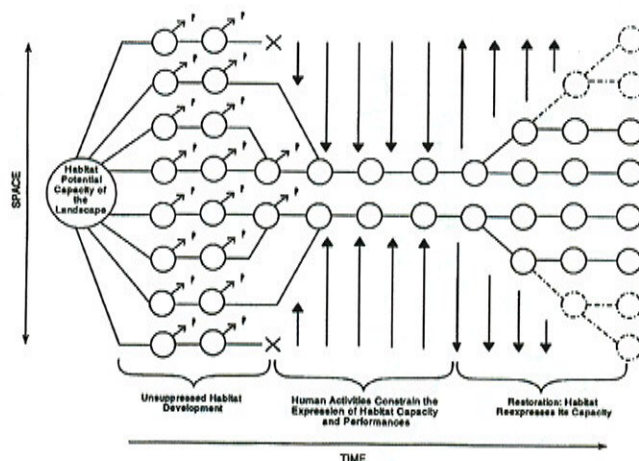 SPACE
Habitat
Potential
Capacity of
the
Landscape
Unsuppressed Habitat
Development
Human Activities Constrain the
Expression of Habitat Capacity
and Performances
Restoration: Habitat
Reexpresses Its Capacity
TIME